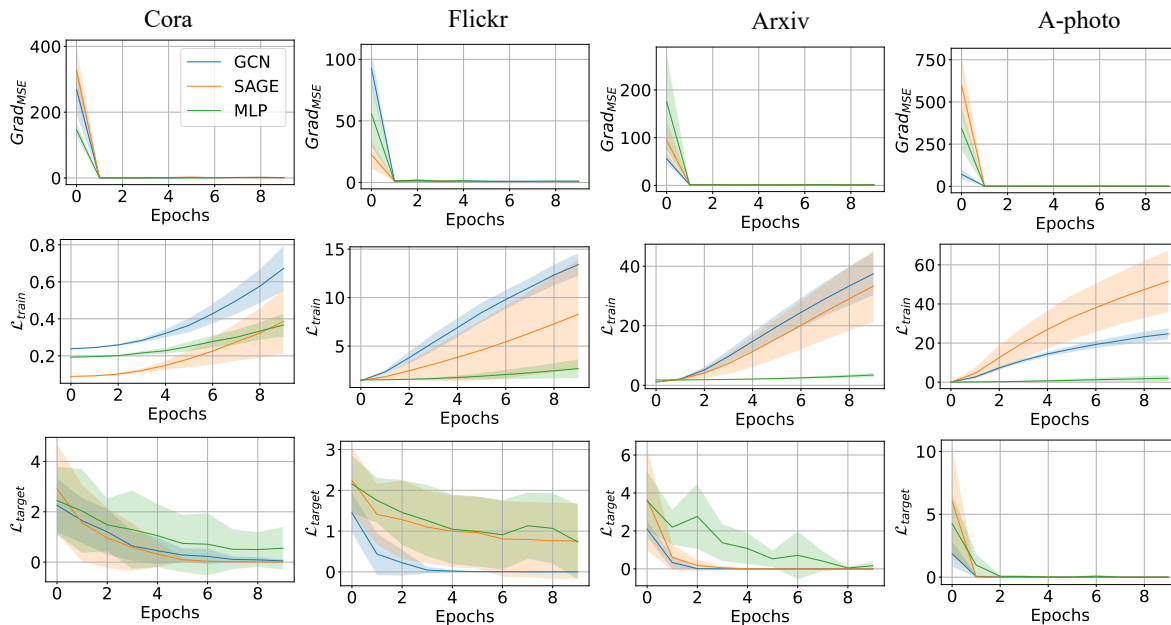 Cora Flickr Arxiv A-photo
400
200
0
Grad_MSE
0 2 4 6 8
Epochs
GCN
SAGE
MLP
100
50
0
Grad_MSE
0 2 4 6 8
Epochs
200
100
0
Grad_MSE
0 2 4 6 8
Epochs
750
500
250
0
Grad_MSE
0 2 4 6 8
Epochs
0.8
0.6
0.4
0.2
ℒ_train
0 2 4 6 8
Epochs
15
10
5
ℒ_train
0 2 4 6 8
Epochs
40
20
0
ℒ_train
0 2 4 6 8
Epochs
60
40
20
0
ℒ_train
0 2 4 6 8
Epochs
4
2
0
ℒ_target
0 2 4 6 8
Epochs
3
2
1
0
ℒ_target
0 2 4 6 8
Epochs
6
4
2
0
ℒ_target
0 2 4 6 8
Epochs
10
5
0
ℒ_target
0 2 4 6 8
Epochs